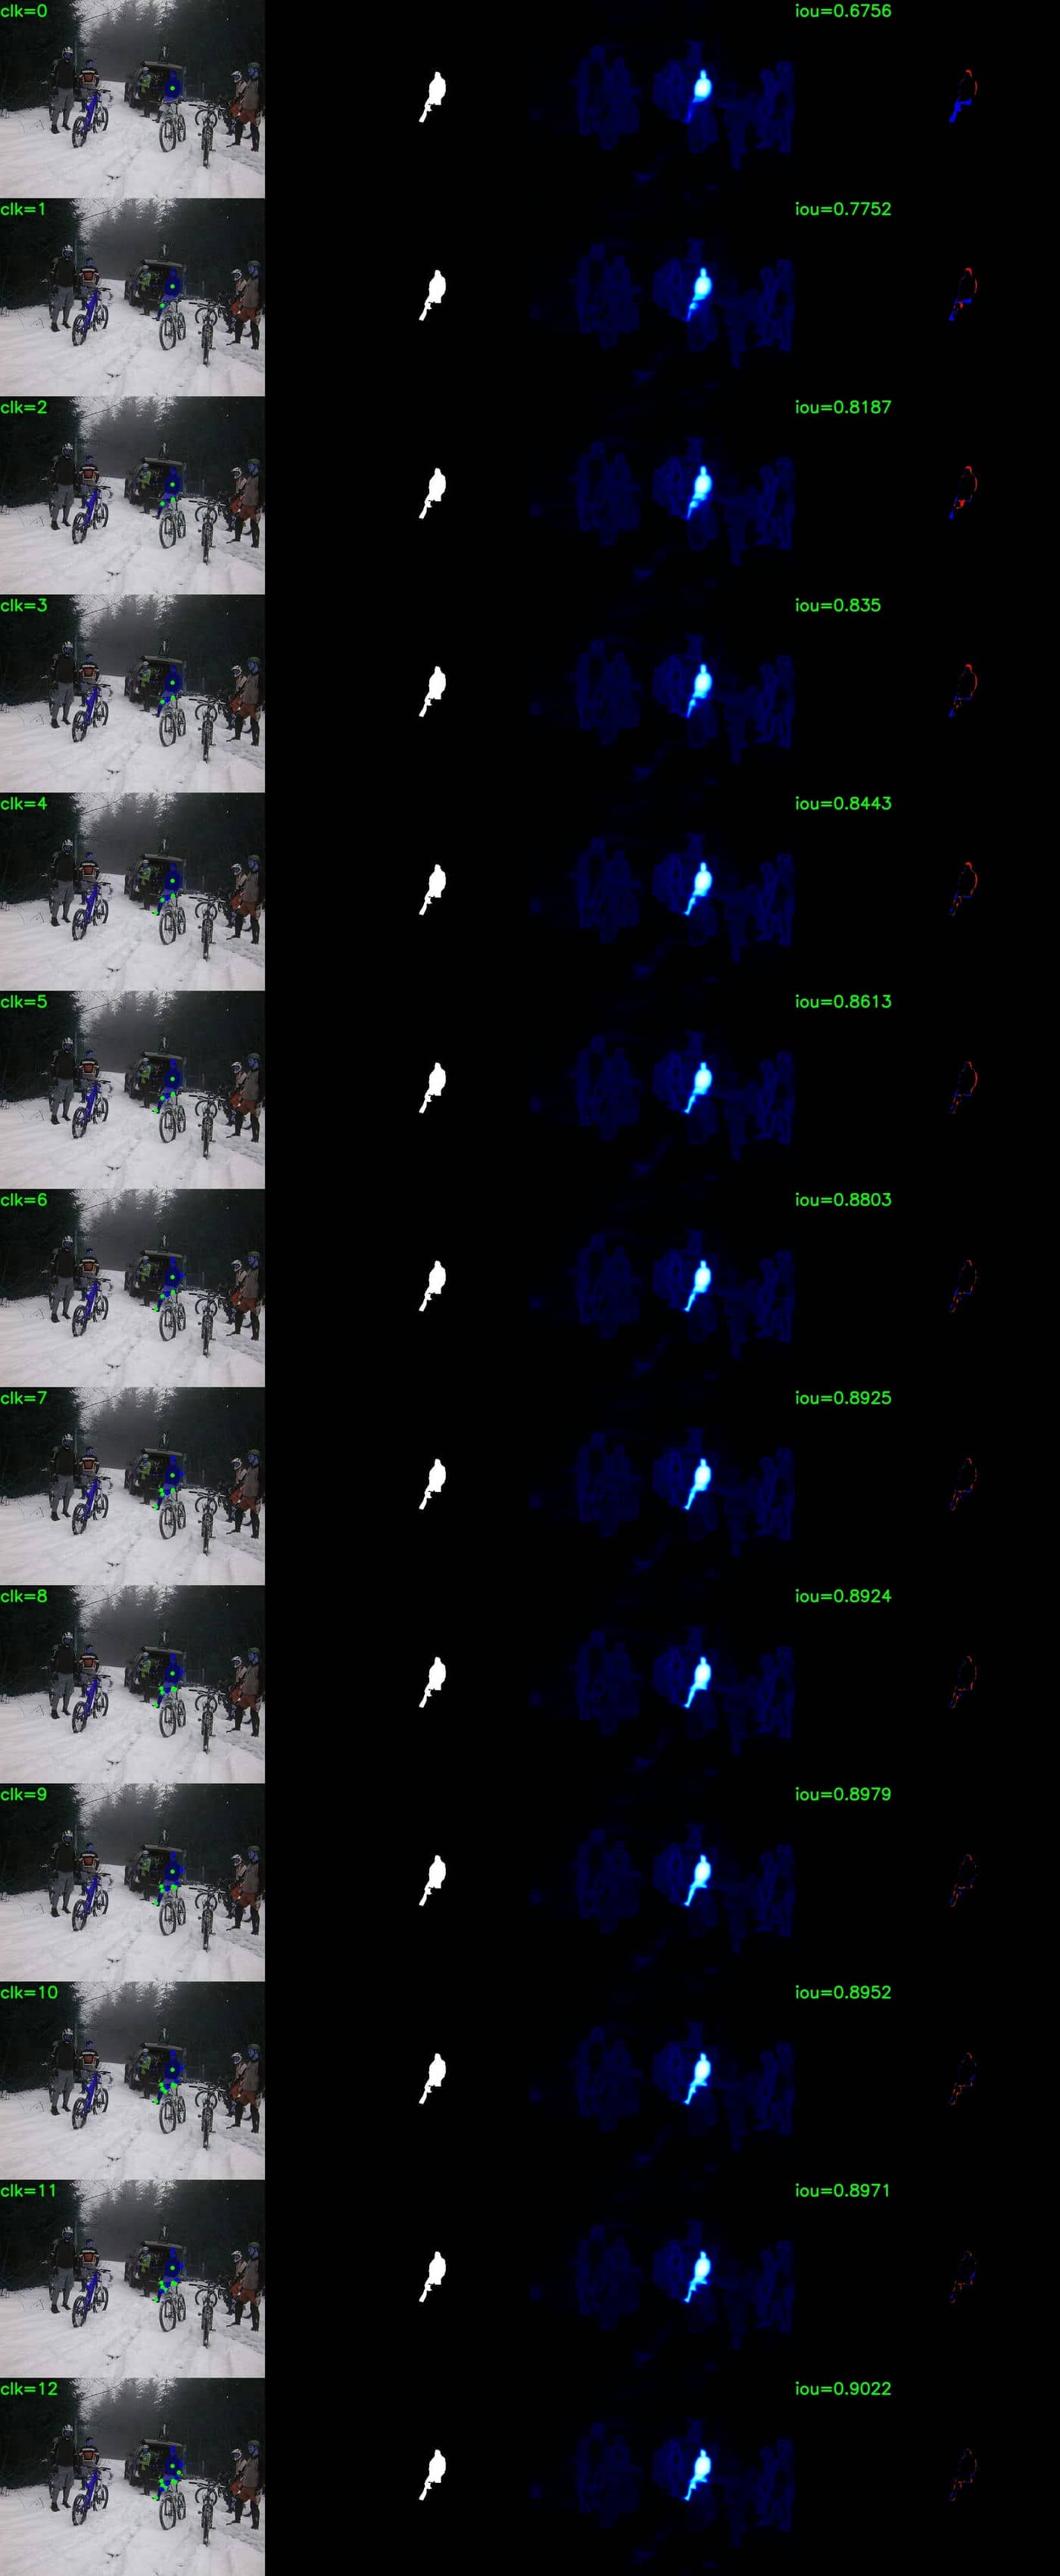 clk=0 iou=0.6756
clk=1 iou=0.7752
clk=2 iou=0.8187
clk=3 iou=0.835
clk=4 iou=0.8443
clk=5 iou=0.8613
clk=6 iou=0.8803
clk=7 iou=0.8925
clk=8 iou=0.8924
clk=9 iou=0.8979
clk=10 iou=0.8952
clk=11 iou=0.8971
clk=12 iou=0.9022